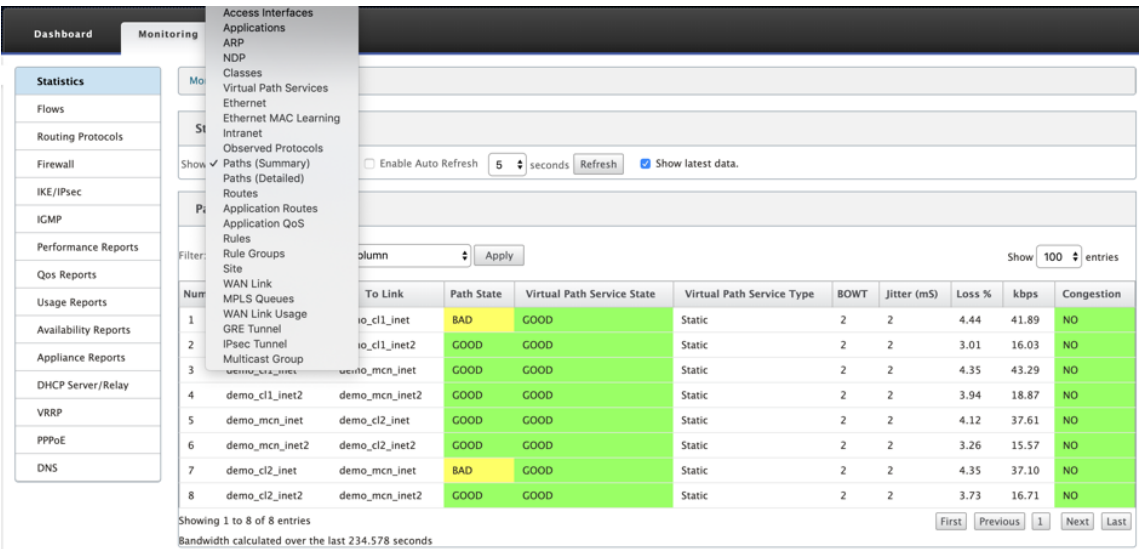 Dashboard Monitoring
Access Interfaces
Applications
ARP
NDP
Classes
Virtual Path Services
Ethernet
Ethernet MAC Learning
Intranet
Observed Protocols
✓ Paths (Summary)
Paths (Detailed)
Routes
Application Routes
Application QoS
Rules
Rule Groups
Site
WAN Link
MPLS Queues
WAN Link Usage
GRE Tunnel
IPsec Tunnel
Multicast Group
Statistics
Flows
Routing Protocols
Firewall
IKE/IPsec
IGMP
Performance Reports
Qos Reports
Usage Reports
Availability Reports
Appliance Reports
DHCP Server/Relay
VRRP
PPPoE
DNS
Show Enable Auto Refresh 5 seconds Refresh Show latest data.
Filter: Apply Show 100 entries
Num To Link Path State Virtual Path Service State Virtual Path Service Type BOWT Jitter (mS) Loss % kbps Congestion
1 BAD GOOD Static 2 2 4.44 41.89 NO
2 GOOD GOOD Static 2 2 3.01 16.03 NO
3 demo_cl1_inet demo_mcn_inet GOOD GOOD Static 2 2 4.35 43.29 NO
4 demo_cl1_inet2 demo_mcn_inet2 GOOD GOOD Static 2 2 3.94 18.87 NO
5 demo_mcn_inet demo_cl2_inet GOOD GOOD Static 2 2 4.12 37.61 NO
6 demo_mcn_inet2 demo_cl2_inet2 GOOD GOOD Static 2 2 3.26 15.57 NO
7 demo_cl2_inet demo_mcn_inet BAD GOOD Static 2 2 4.35 37.10 NO
8 demo_cl2_inet2 demo_mcn_inet2 GOOD GOOD Static 2 2 3.73 16.71 NO
Showing 1 to 8 of 8 entries First Previous 1 Next Last
Bandwidth calculated over the last 234.578 seconds